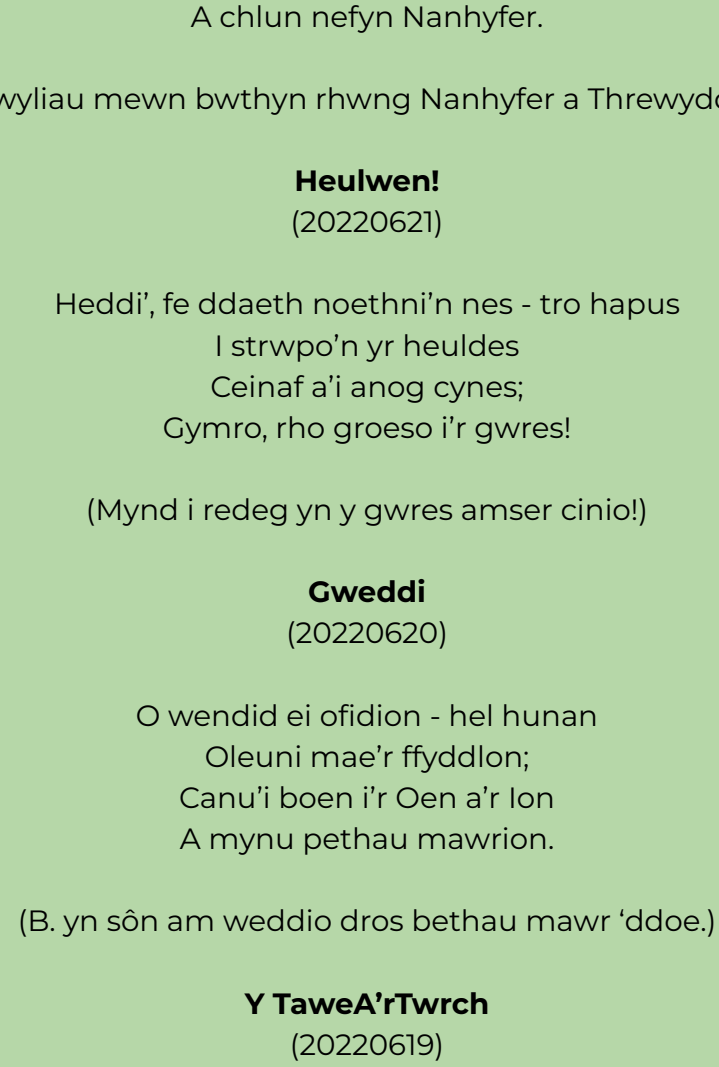 A chlun nefyn Nanhyfer.
mewn bwthyn rhwng Nanhyfer a
Heulwen!
(20220621)
Heddi’, fe ddaeth noethni’n nes - tro hapus
I strwpo’n yr heuldes
Ceinaf a’i anog cynes;
Gymro, rho groeso i’r gwres!
(Mynd i redeg yn y gwres amser cinio!)
Gweddi
(20220620)
O wendid ei ofidion - hel hunan
Oleuni mae’r ffyddlon;
Canu’i boen i’r Oen a’r Ion
A mynu pethau mawrion.
(B. yn sôn am weddio dros bethau mawr ‘ddoe.)
Y TaweA’rTwrch
(20220619)